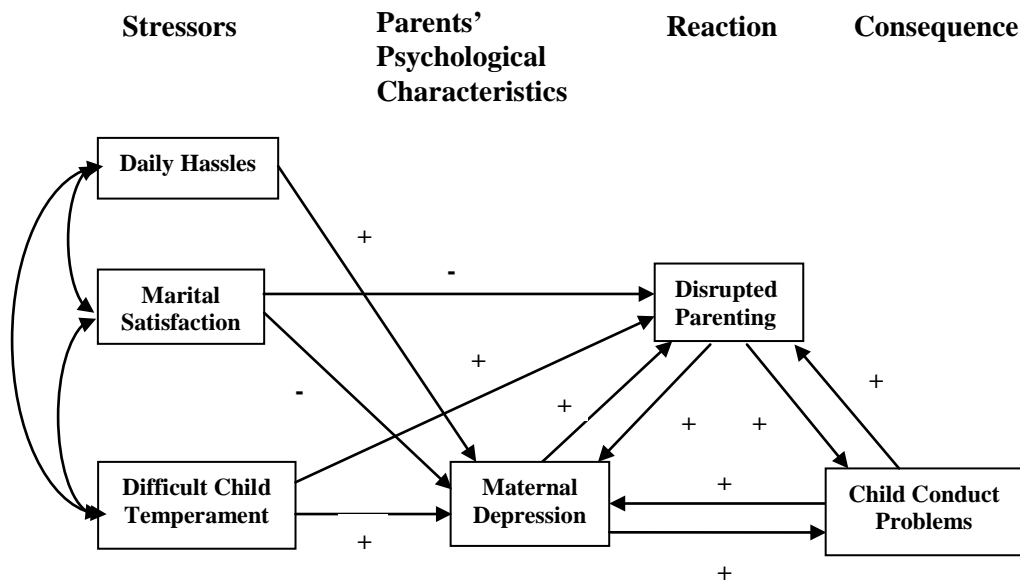 Stressors
Parents’
Psychological
Characteristics
Reaction
Consequence
Daily Hassles
+
-
Marital
Satisfaction
Disrupted
Parenting
+
-
+
+
+
+
Difficult Child
Temperament
Maternal
Depression
+
Child Conduct
Problems
+
+